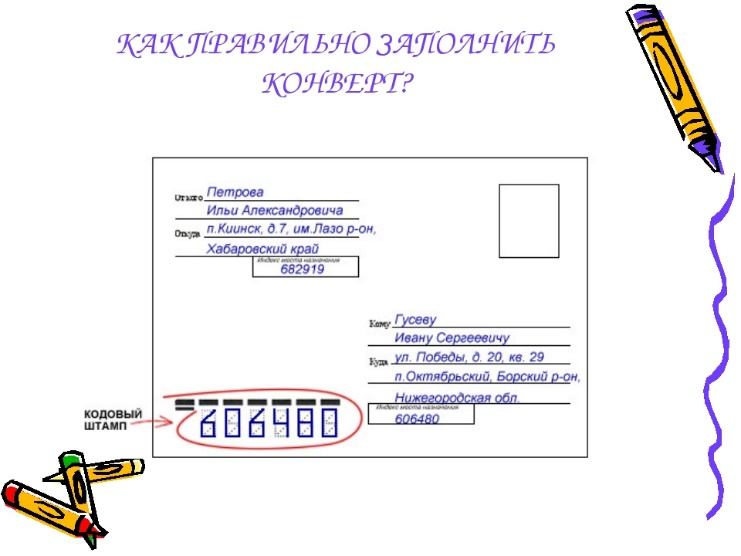 КАК ПРАВИЛЬНО ЗАПОЛНИТЬ
КОНВЕРТ?
От кого Петрова
Ильи Александровича
Откуда п.Киинск, д.7, им.Лазо р-он,
Хабаровский край
Индекс места назначения
682919
Кому Гусеву
Ивану Сергеевичу
Куда ул. Победы, д. 20, кв. 29
п.Октябрьский, Борский р-он,
Нижегородская обл.
Индекс места назначения
606480
КОДОВЫЙ
ШТАМП
606480